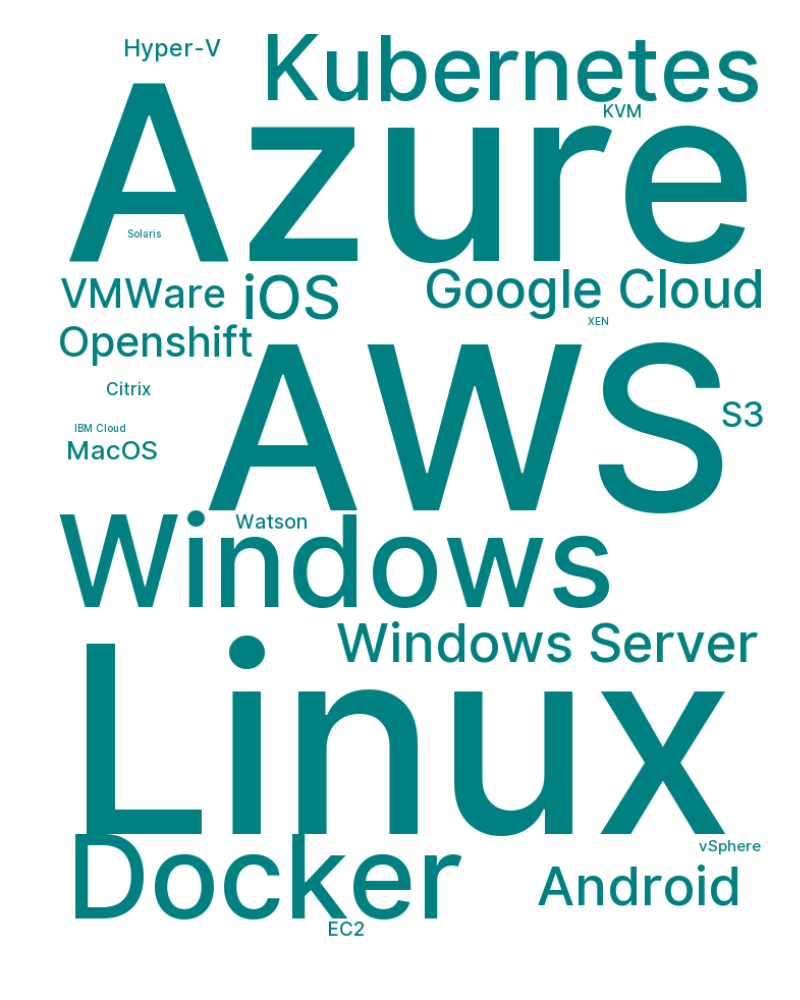 Hyper-V
Kubernetes
KVM
Azure
Solaris
VMWare
iOS
Google Cloud
XEN
Openshift
Citrix
AWS
S3
IBM Cloud
MacOS
Watson
Windows
Windows Server
Linux
vSphere
Docker
Android
EC2